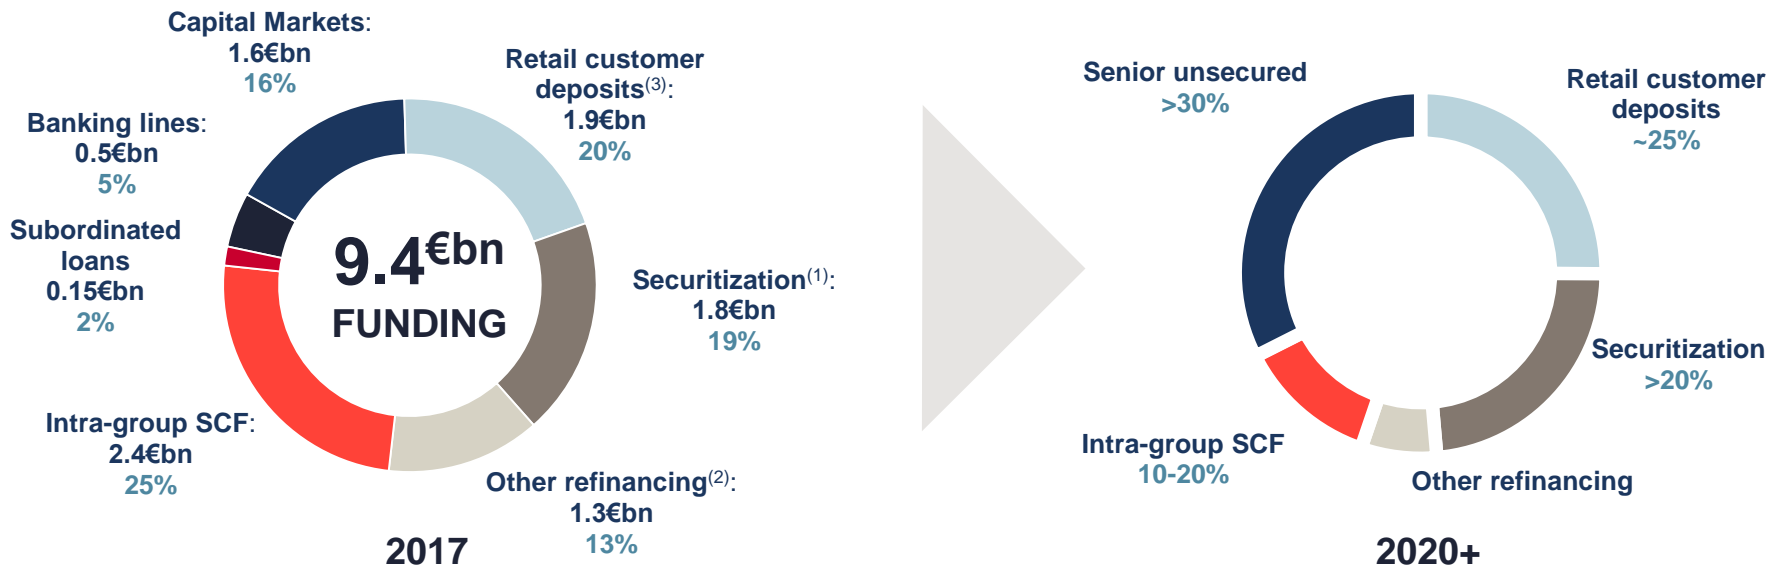 Capital Markets:
1.6€bn
16%
Retail customer
deposits(3):
1.9€bn
20%
Banking lines:
0.5€bn
5%
Subordinated
loans
0.15€bn
2%
9.4€bn
FUNDING
Securitization(1):
1.8€bn
19%
Intra-group SCF:
2.4€bn
25%
Other refinancing(2):
1.3€bn
13%
2017
Senior unsecured
>30%
Retail customer
deposits
~25%
Securitization
>20%
Intra-group SCF
10-20%
Other refinancing
2020+